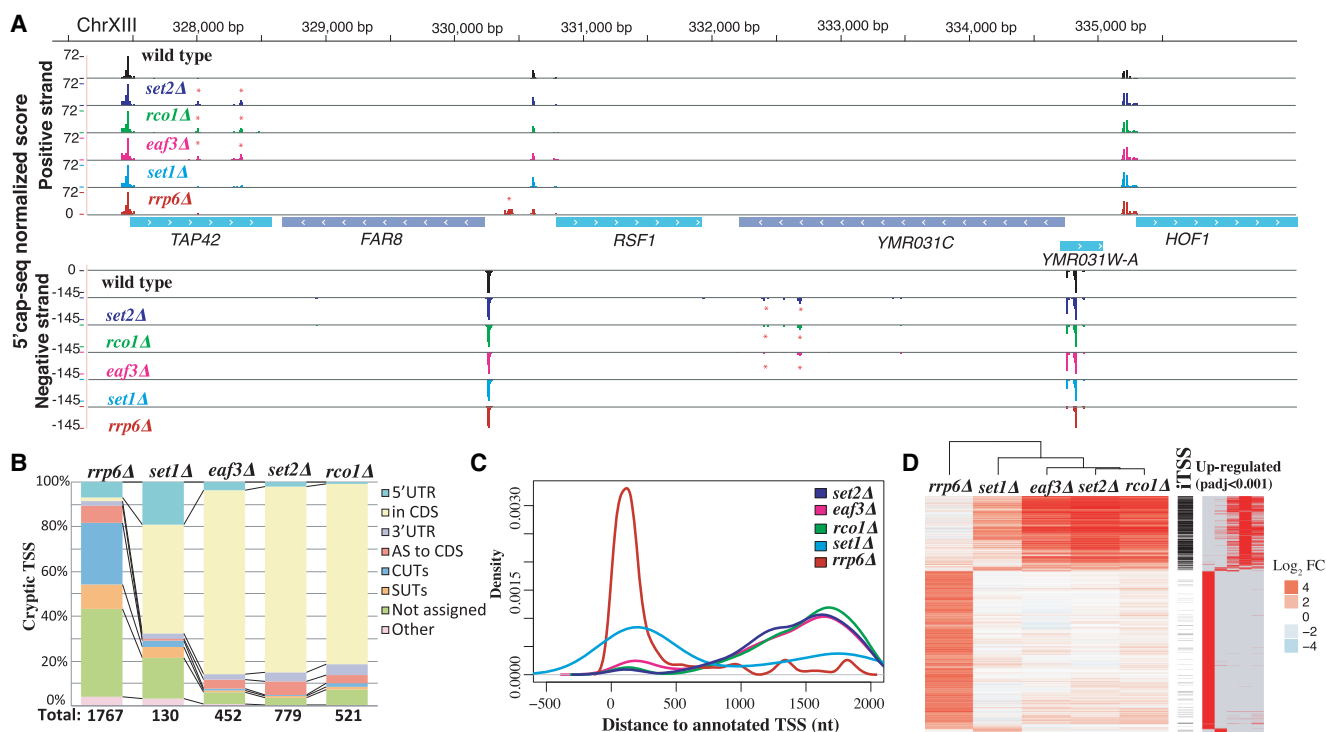 A
ChrXIII
328,000 bp
329,000 bp
330,000 bp
331,000 bp
332,000 bp
333,000 bp
334,000 bp
335,000 bp
5'cap-seq normalized score
Positive strand
72
wild type
72
set2Δ
* *
72
rco1Δ
* *
72
eaf3Δ
* *
72
set1Δ
72
rrp6Δ
*
0
TAP42
FAR8
RSF1
YMR031C
YMR031W-A
HOF1
Negative strand
0
wild type
-145
set2Δ
* *
-145
rco1Δ
* *
-145
eaf3Δ
* *
-145
set1Δ
-145
rrp6Δ
-145
B
rrp6Δ set1Δ eaf3Δ set2Δ rco1Δ
Cryptic TSS
100%
80%
60%
40%
20%
0%
5'UTR
in CDS
3'UTR
AS to CDS
CUTs
SUTs
Not assigned
Other
Total: 1767 130 452 779 521
C
Density
0.0030
0.0015
0.0000
set2Δ
eaf3Δ
rco1Δ
set1Δ
rrp6Δ
−500 0 500 1000 1500 2000
Distance to annotated TSS (nt)
D
rrp6Δ set1Δ eaf3Δ set2Δ rco1Δ
iTSS
Up-regulated
(padj<0.001)
Log2 FC
4
2
0
−2
−4